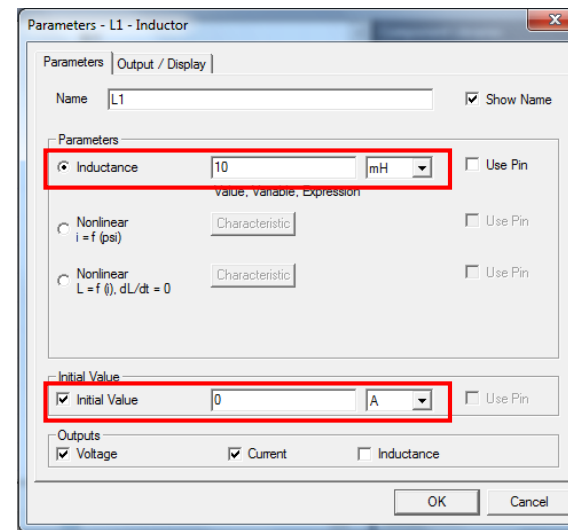 Parameters - L1 - Inductor
Parameters Output / Display
Name L1 Show Name
Parameters
Inductance 10 mH Use Pin
Value, Variable, Expression
Nonlinear Characteristic Use Pin
i = f (psi)
Nonlinear Characteristic Use Pin
L = f (i), dL/dt = 0
Initial Value
Initial Value 0 A Use Pin
Outputs
Voltage Current Inductance
OK Cancel